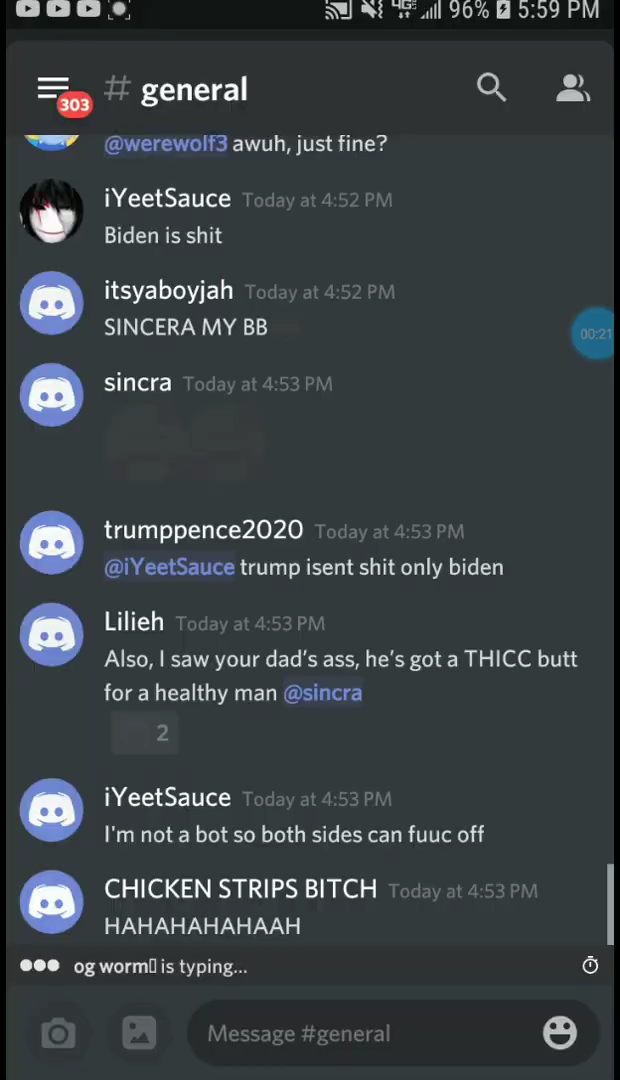 96% 5:59 PM
303
# general
@werewolf3 awuh, just fine?
iYeetSauce Today at 4:52 PM
Biden is shit
itsyaboyjah Today at 4:52 PM
SINCERA MY BB
00:21
sincra Today at 4:53 PM
trumppence2020 Today at 4:53 PM
@iYeetSauce trump isent shit only biden
Lilieh Today at 4:53 PM
Also, I saw your dad's ass, he's got a THICC butt
for a healthy man @sincra
2
iYeetSauce Today at 4:53 PM
I'm not a bot so both sides can fuuc off
CHICKEN STRIPS BITCH Today at 4:53 PM
HAHAHAHAHAAH
og worm is typing...
Message #general